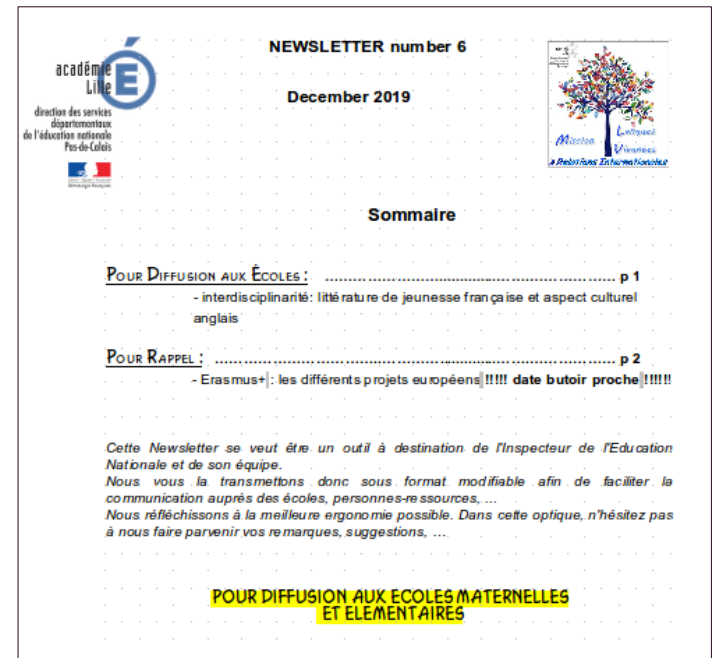 NEWSLETTER number 6
December 2019
académie
Lille
direction des services
départementaux
de l'éducation nationale
Pas-de-Calais
Mission Langues
Vivantes
& Relations Internationales
Sommaire
POUR DIFFUSION AUX ÉCOLES : ................................................................ p 1
- interdisciplinarité: littérature de jeunesse française et aspect culturel
anglais
POUR RAPPEL : ................................................................................ p 2
- Erasmus+ : les différents projets européens !!!!! date butoir proche !!!!!!
Cette Newsletter se veut être un outil à destination de l'Inspecteur de l'Education
Nationale et de son équipe.
Nous vous la transmettons donc sous format modifiable afin de faciliter la
communication auprès des écoles, personnes-ressources, ...
Nous réfléchissons à la meilleure ergonomie possible. Dans cette optique, n'hésitez pas
à nous faire parvenir vos remarques, suggestions, ...
POUR DIFFUSION AUX ECOLES MATERNELLES
ET ELEMENTAIRES